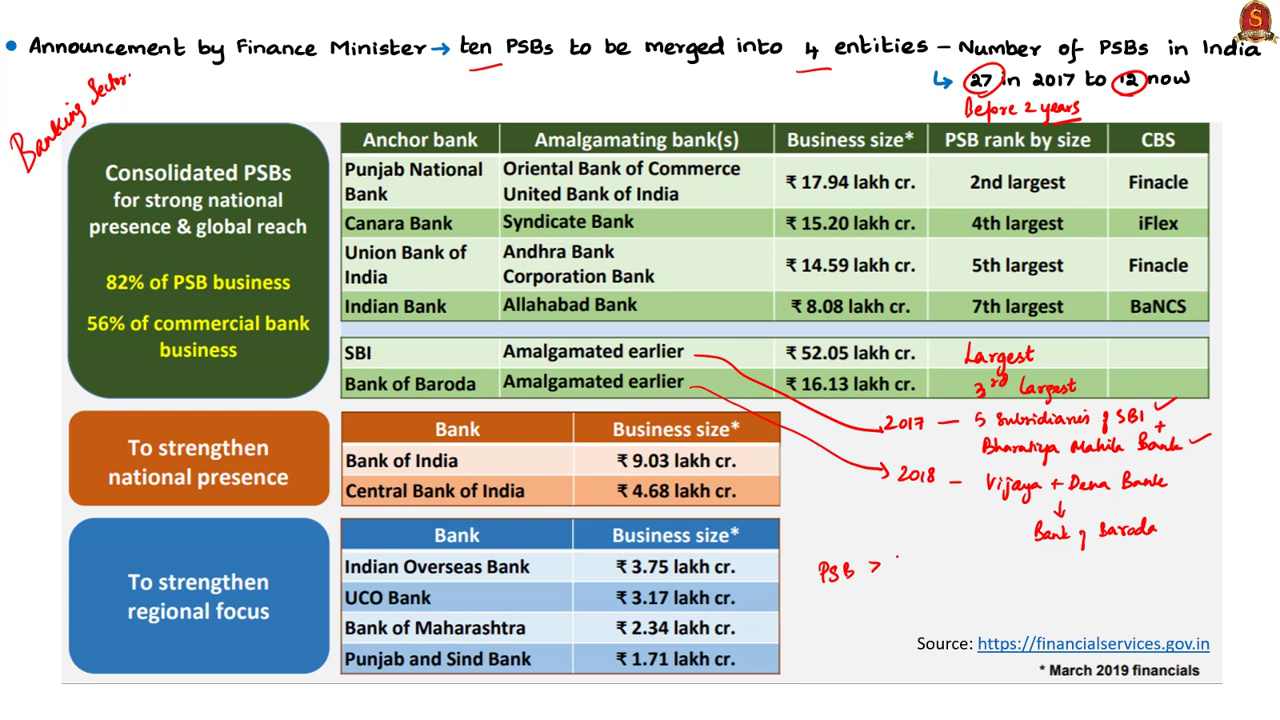 • Announcement by Finance Minister → ten PSBs to be merged into 4 entities – Number of PSBs in India
↳ 27 in 2017 to 12 now
Before 2 years
Banking Sector
Consolidated PSBs
for strong national
presence & global reach
82% of PSB business
56% of commercial bank
business
Anchor bank Amalgamating bank(s) Business size* PSB rank by size CBS
Punjab National Bank Oriental Bank of Commerce United Bank of India ₹ 17.94 lakh cr. 2nd largest Finacle
Canara Bank Syndicate Bank ₹ 15.20 lakh cr. 4th largest iFlex
Union Bank of India Andhra Bank Corporation Bank ₹ 14.59 lakh cr. 5th largest Finacle
Indian Bank Allahabad Bank ₹ 8.08 lakh cr. 7th largest BaNCS
SBI Amalgamated earlier ₹ 52.05 lakh cr. Largest
Bank of Baroda Amalgamated earlier ₹ 16.13 lakh cr. 3rd largest
2017 – 5 subsidiaries of SBI
+
Bharatiya Mahila Bank
2018 – Vijaya + Dena Bank
↓
Bank of Baroda
PSB >
To strengthen
national presence
Bank Business size*
Bank of India ₹ 9.03 lakh cr.
Central Bank of India ₹ 4.68 lakh cr.
To strengthen
regional focus
Bank Business size*
Indian Overseas Bank ₹ 3.75 lakh cr.
UCO Bank ₹ 3.17 lakh cr.
Bank of Maharashtra ₹ 2.34 lakh cr.
Punjab and Sind Bank ₹ 1.71 lakh cr.
Source: https://financialservices.gov.in
* March 2019 financials